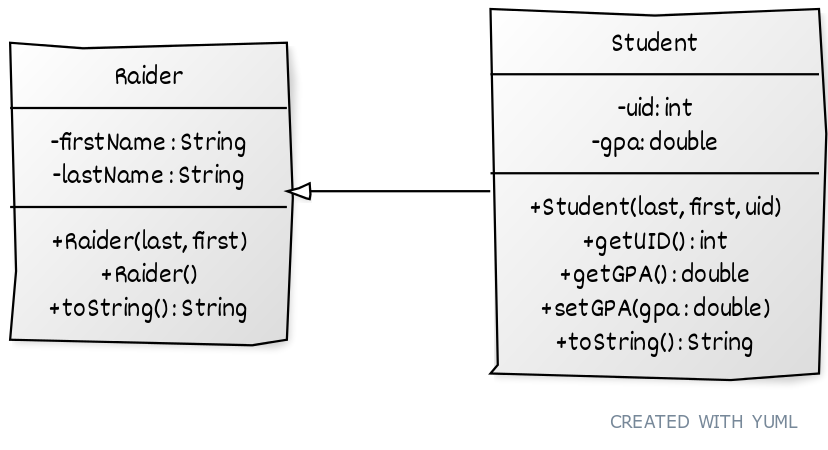 Raider
-firstName : String
-lastName : String
+Raider(last, first)
+Raider()
+toString() : String
Student
-uid: int
-gpa: double
+Student(last, first, uid)
+getUID() : int
+getGPA() : double
+setGPA(gpa : double)
+toString() : String
CREATED WITH YUML